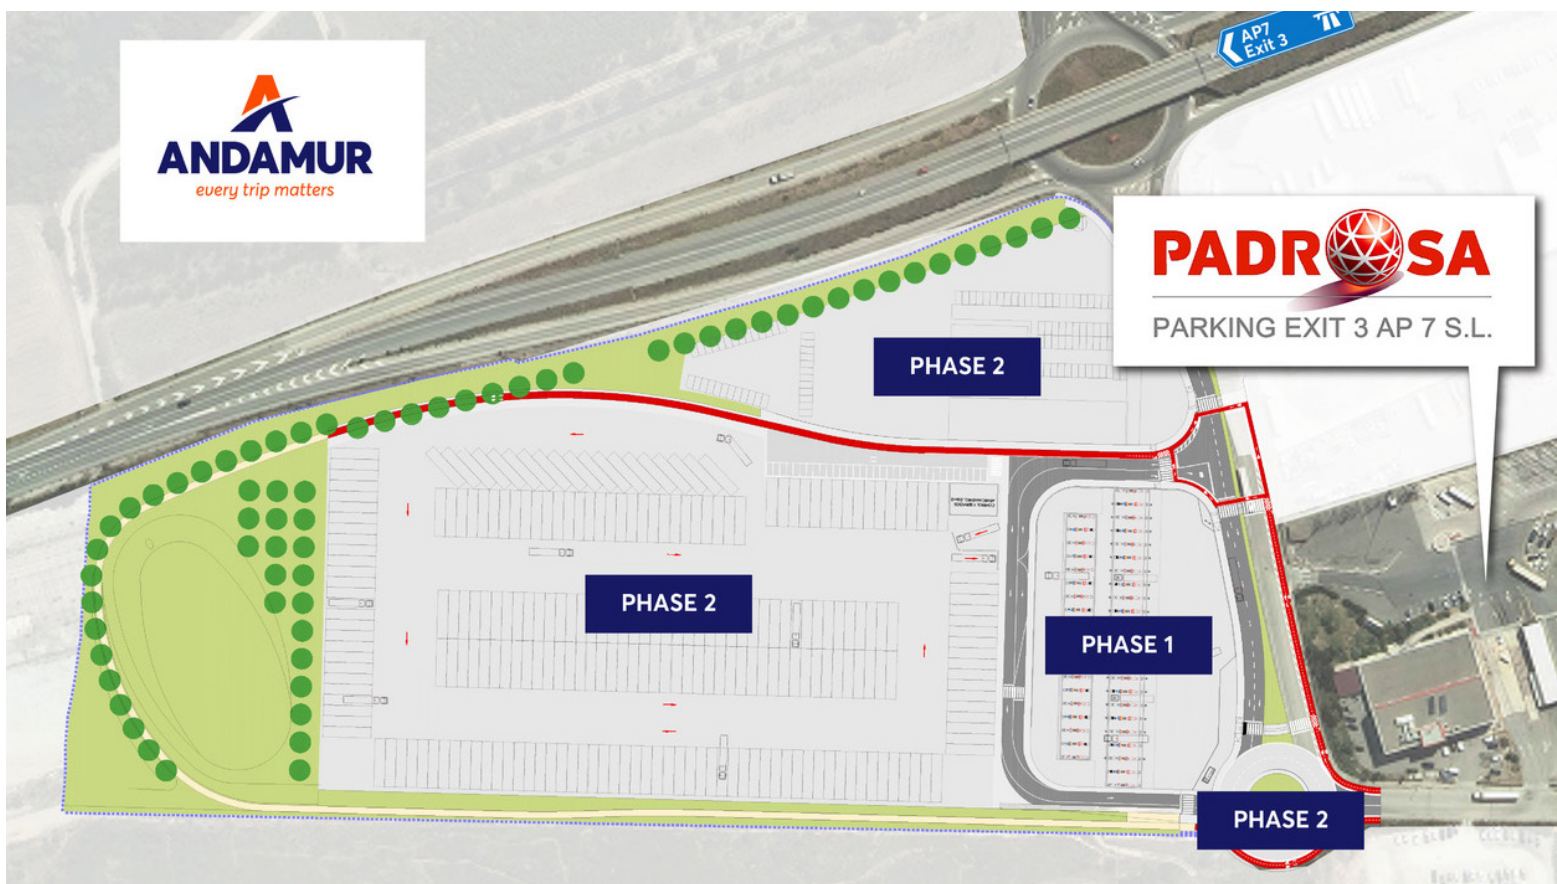 AP7
Exit 3
ANDAMUR
every trip matters
PADROSA
PARKING EXIT 3 AP 7 S.L.
PHASE 2
PHASE 2
PHASE 1
PHASE 2